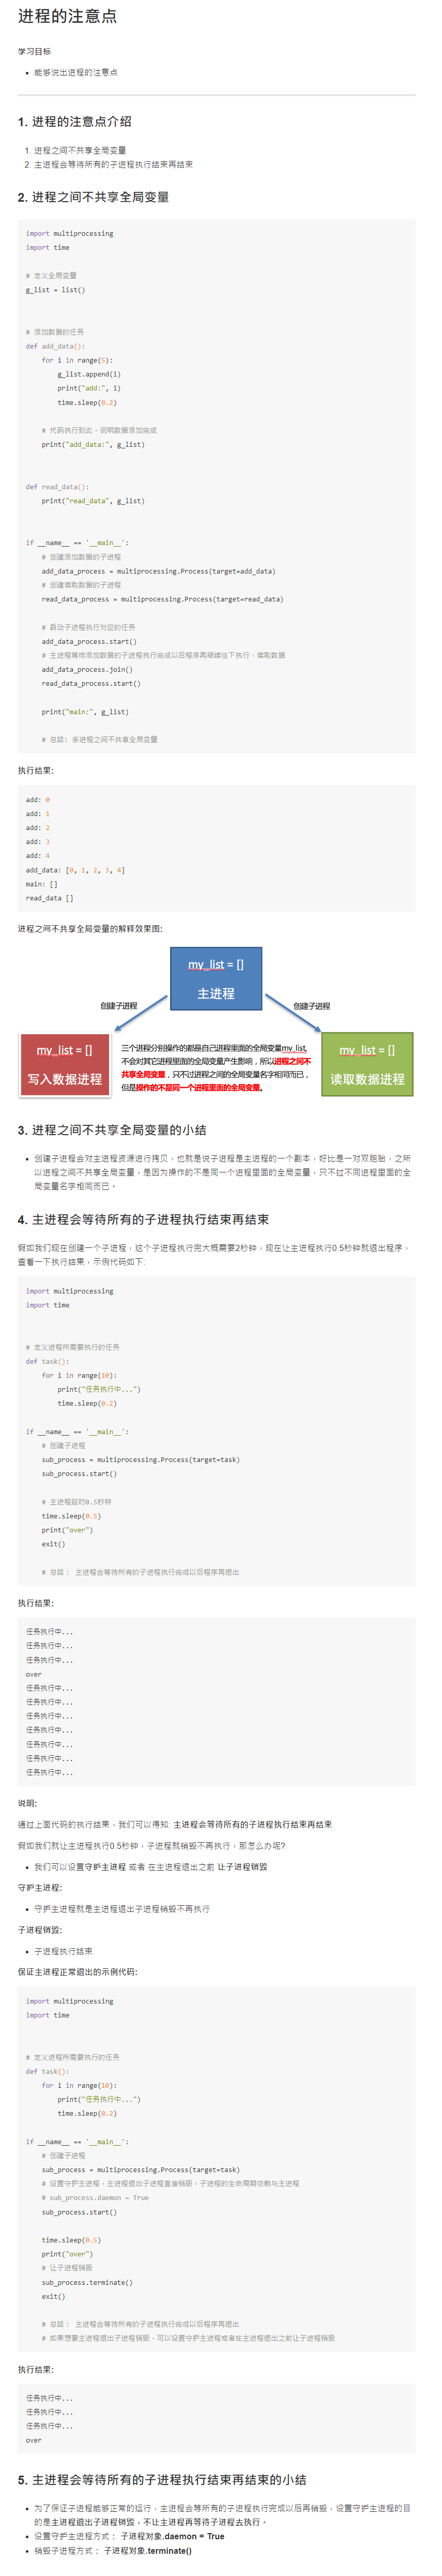 进程的注意点
学习目标
• 能够说出进程的注意点
1. 进程的注意点介绍
1. 进程之间不共享全局变量
2. 主进程会等待所有的子进程执行结束再结束
2. 进程之间不共享全局变量
import multiprocessing
import time
# 定义全局变量
g_list = list()
# 添加数据的任务
def add_data():
for i in range(5):
g_list.append(i)
print("add:", i)
time.sleep(0.2)
# 代码执行到此，说明数据添加完成
print("add_data:", g_list)
def read_data():
print("read_data", g_list)
if __name__ == '__main__':
# 创建添加数据的子进程
add_data_process = multiprocessing.Process(target=add_data)
# 创建读取数据的子进程
read_data_process = multiprocessing.Process(target=read_data)
# 启动子进程执行对应的任务
add_data_process.start()
# 主进程等待添加数据的子进程执行完成以后程序再继续往下执行，读取数据
add_data_process.join()
read_data_process.start()
print("main:", g_list)
# 总结: 多进程之间不共享全局变量
执行结果:
add: 0
add: 1
add: 2
add: 3
add: 4
add_data: [0, 1, 2, 3, 4]
main: []
read_data []
进程之间不共享全局变量的解释效果图:
my_list = []
主进程
创建子进程
创建子进程
my_list = []
写入数据进程
三个进程分别操作的都是自己进程里面的全局变量my_list,
不会对其它进程里面的全局变量产生影响，所以进程之间不
共享全局变量，只不过进程之间的全局变量名字相同而已，
但是操作的不是同一个进程里面的全局变量。
my_list = []
读取数据进程
3. 进程之间不共享全局变量的小结
• 创建子进程会对主进程资源进行拷贝，也就是说子进程是主进程的一个副本，好比是一对双胞胎，之所
以进程之间不共享全局变量，是因为操作的不是同一个进程里面的全局变量，只不过不同进程里面的全
局变量名字相同而已。
4. 主进程会等待所有的子进程执行结束再结束
假如我们现在创建一个子进程，这个子进程执行完大概需要2秒钟，现在让主进程执行0.5秒钟就退出程序，
查看一下执行结果，示例代码如下:
import multiprocessing
import time
# 定义进程所需要执行的任务
def task():
for i in range(10):
print("任务执行中...")
time.sleep(0.2)
if __name__ == '__main__':
# 创建子进程
sub_process = multiprocessing.Process(target=task)
sub_process.start()
# 主进程延时0.5秒钟
time.sleep(0.5)
print("over")
exit()
# 总结： 主进程会等待所有的子进程执行完成以后程序再退出
执行结果:
任务执行中...
任务执行中...
任务执行中...
over
任务执行中...
任务执行中...
任务执行中...
任务执行中...
任务执行中...
任务执行中...
任务执行中...
说明:
通过上面代码的执行结果，我们可以得知: 主进程会等待所有的子进程执行结束再结束
假如我们就让主进程执行0.5秒钟，子进程就销毁不再执行，那怎么办呢?
• 我们可以设置守护主进程 或者 在主进程退出之前 让子进程销毁
守护主进程:
• 守护主进程就是主进程退出子进程销毁不再执行
子进程销毁:
• 子进程执行结束
保证主进程正常退出的示例代码:
import multiprocessing
import time
# 定义进程所需要执行的任务
def task():
for i in range(10):
print("任务执行中...")
time.sleep(0.2)
if __name__ == '__main__':
# 创建子进程
sub_process = multiprocessing.Process(target=task)
# 设置守护主进程，主进程退出子进程直接销毁，子进程的生命周期依赖与主进程
# sub_process.daemon = True
sub_process.start()
time.sleep(0.5)
print("over")
# 让子进程销毁
sub_process.terminate()
exit()
# 总结： 主进程会等待所有的子进程执行完成以后程序再退出
# 如果想要主进程退出子进程销毁，可以设置守护主进程或者在主进程退出之前让子进程销毁
执行结果:
任务执行中...
任务执行中...
任务执行中...
over
5. 主进程会等待所有的子进程执行结束再结束的小结
• 为了保证子进程能够正常的运行，主进程会等所有的子进程执行完成以后再销毁，设置守护主进程的目
的是主进程退出子进程销毁，不让主进程再等待子进程去执行。
• 设置守护主进程方式： 子进程对象.daemon = True
• 销毁子进程方式： 子进程对象.terminate()